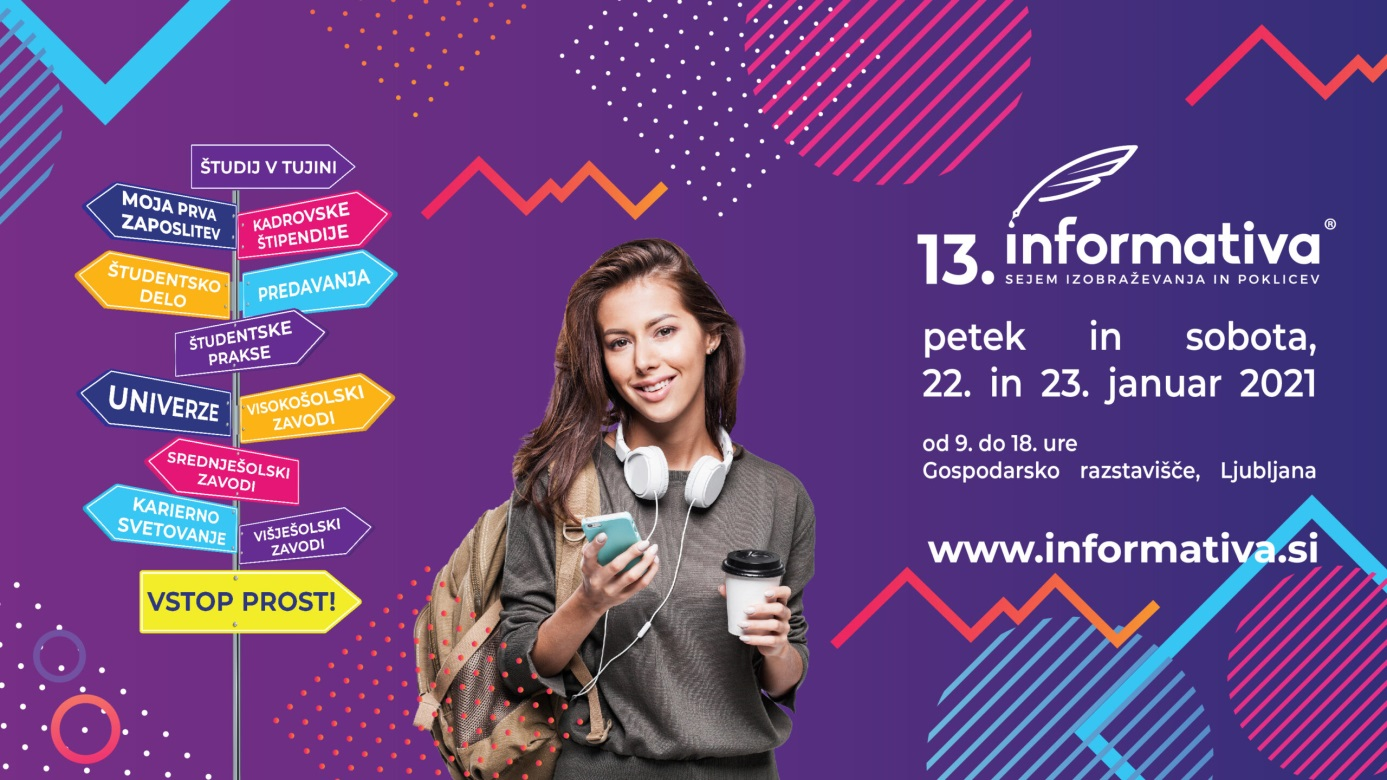 ŠTUDIJ V TUJINI
MOJA PRVA
ZAPOSLITEV
KADROVSKE
ŠTIPENDIJE
ŠTUDENTSKO
DELO
PREDAVANJA
ŠTUDENTSKE
PRAKSE
UNIVERZE
VISOKOŠOLSKI
ZAVODI
SREDNJEŠOLSKI
ZAVODI
KARIERNO
SVETOVANJE
VIŠJEŠOLSKI
ZAVODI
VSTOP PROST!
13. informativa®
SEJEM IZOBRAŽEVANJA IN POKLICEV
petek in sobota,
22. in 23. januar 2021
od 9. do 18. ure
Gospodarsko razstavišče, Ljubljana
www.informativa.si